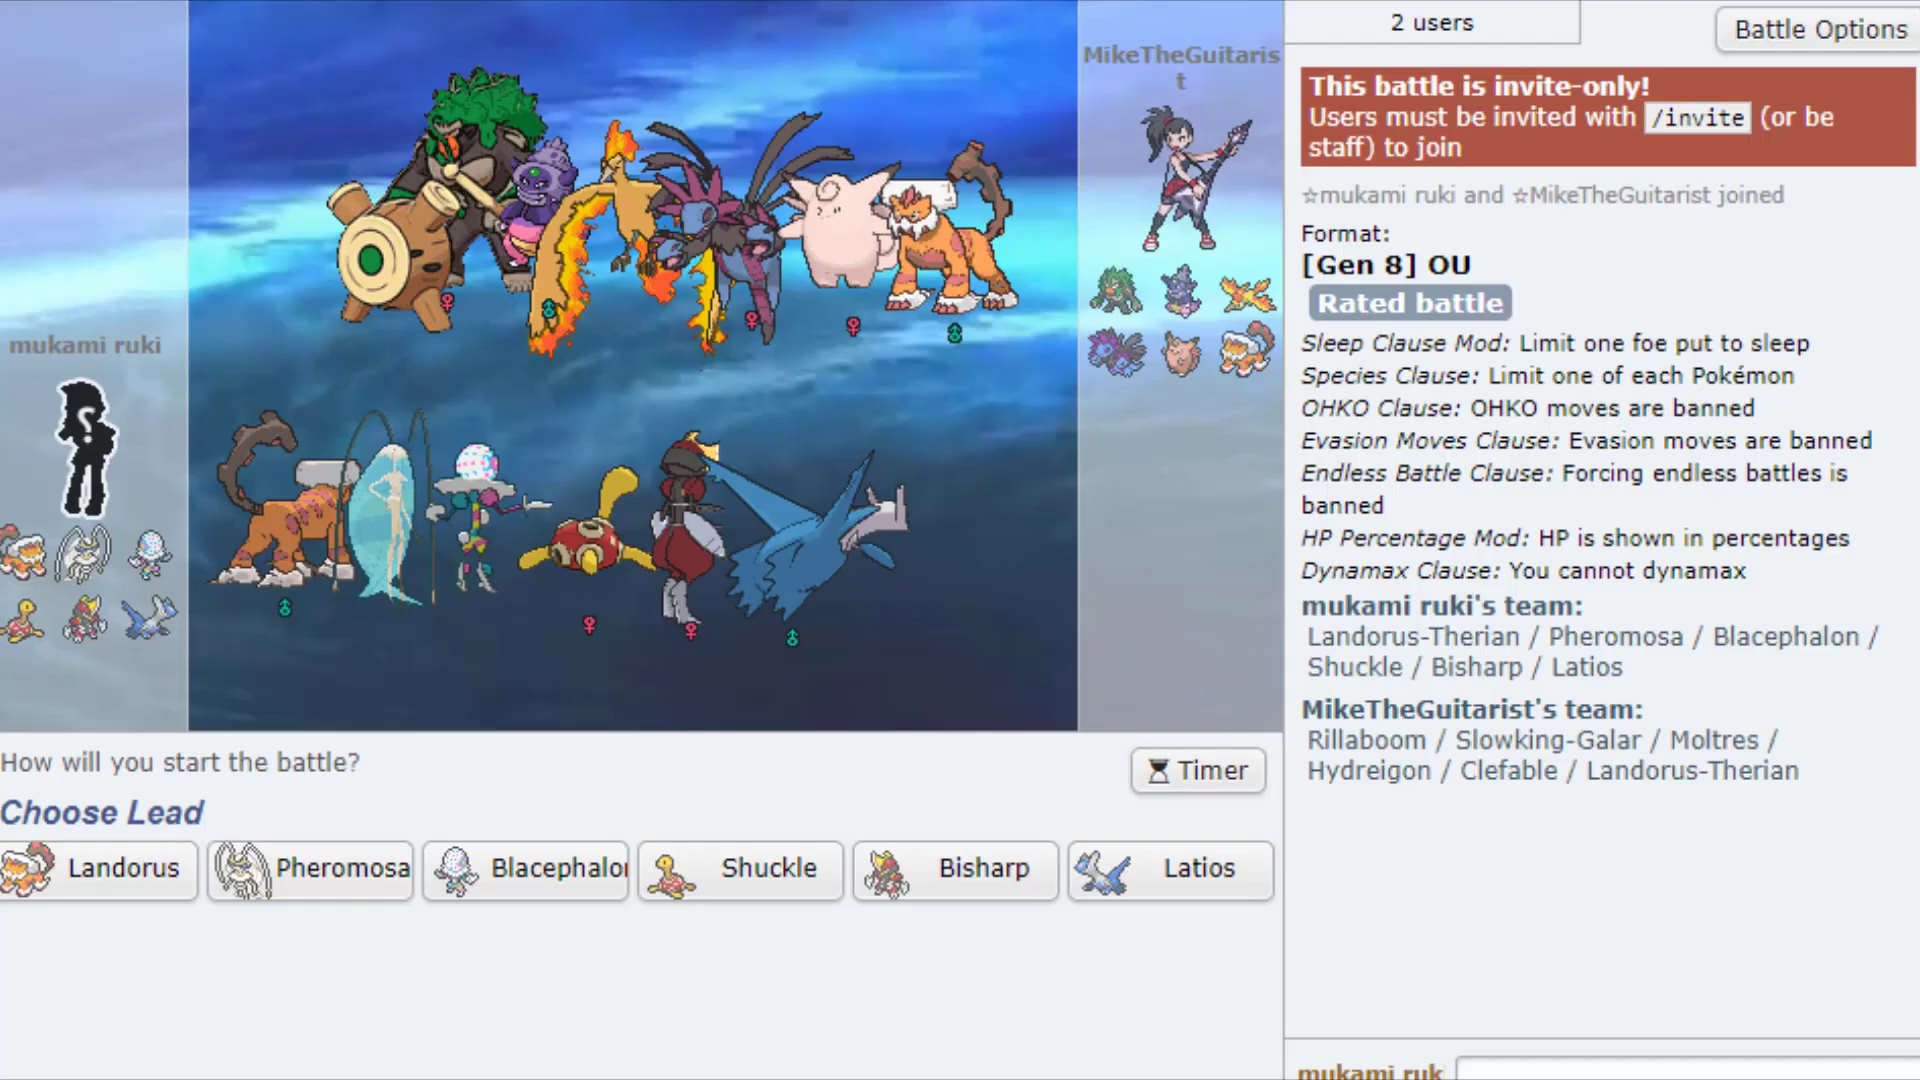 MikeTheGuitaris
t
mukami ruki
How will you start the battle?
Timer
Choose Lead
Landorus
Pheromosa
Blacephalo
Shuckle
Bisharp
Latios
2 users
Battle Options
This battle is invite-only!
Users must be invited with /invite (or be
staff) to join
☆mukami ruki and ☆MikeTheGuitarist joined
Format:
[Gen 8] OU
Rated battle
Sleep Clause Mod: Limit one foe put to sleep
Species Clause: Limit one of each Pokémon
OHKO Clause: OHKO moves are banned
Evasion Moves Clause: Evasion moves are banned
Endless Battle Clause: Forcing endless battles is
banned
HP Percentage Mod: HP is shown in percentages
Dynamax Clause: You cannot dynamax
mukami ruki's team:
Landorus-Therian / Pheromosa / Blacephalon /
Shuckle / Bisharp / Latios
MikeTheGuitarist's team:
Rillaboom / Slowking-Galar / Moltres /
Hydreigon / Clefable / Landorus-Therian
mukami ruk